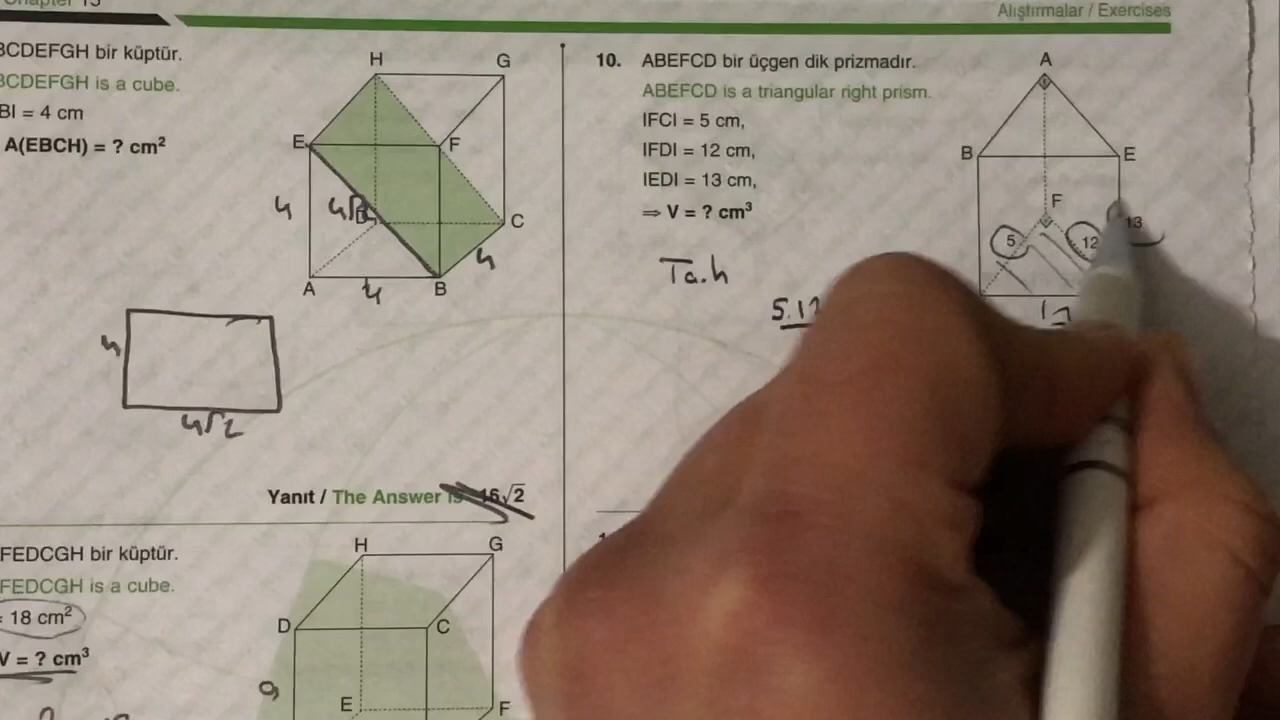 Alıştırmalar / Exercises
BCDEFGH bir küptür.
BCDEFGH is a cube.
BI = 4 cm
A(EBCH) = ? cm²
H
G
E
F
4
4√2
C
4
A
4
B
4
4√2
Yanıt / The Answer is 16√2
FEDCGH bir küptür.
FEDCGH is a cube.
= 18 cm²
V = ? cm³
H
G
D
C
E
F
10. ABEFCD bir üçgen dik prizmadır.
ABEFCD is a triangular right prism.
IFCI = 5 cm,
IFDI = 12 cm,
IEDI = 13 cm,
⇒ V = ? cm³
Ta.h
A
B
E
F
13
5
12